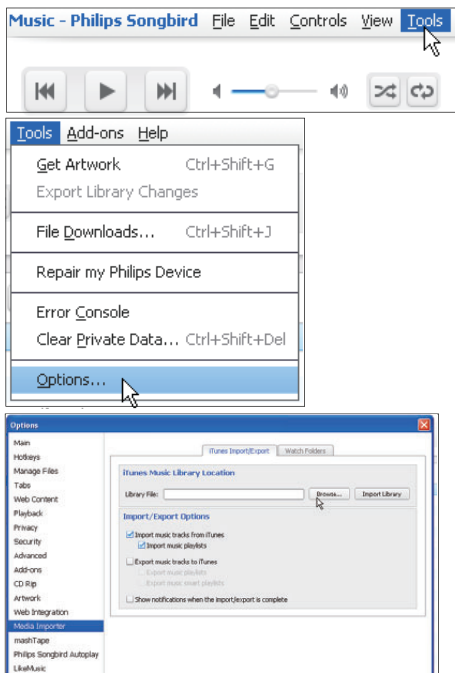 Music - Philips Songbird File Edit Controls View Tools
Tools Add-ons Help
Get Artwork Ctrl+Shift+G
Export Library Changes
File Downloads... Ctrl+Shift+J
Repair my Philips Device
Error Console
Clear Private Data... Ctrl+Shift+Del
Options...
Options
Main
Hotkeys
Manage Files
Tabs
Web Content
Playback
Privacy
Security
Advanced
Add-ons
CD Rip
Artwork
Web Integration
Media Importer
mashTape
Philips Songbird Autoplay
LikeMusic
iTunes Import/Export Watch Folders
iTunes Music Library Location
Library File: Browse... Import Library
Import/Export Options
Import music tracks from iTunes
Import music playlists
Export music tracks to iTunes
Export music playlists
Export music smart playlists
Show notifications when the import/export is complete